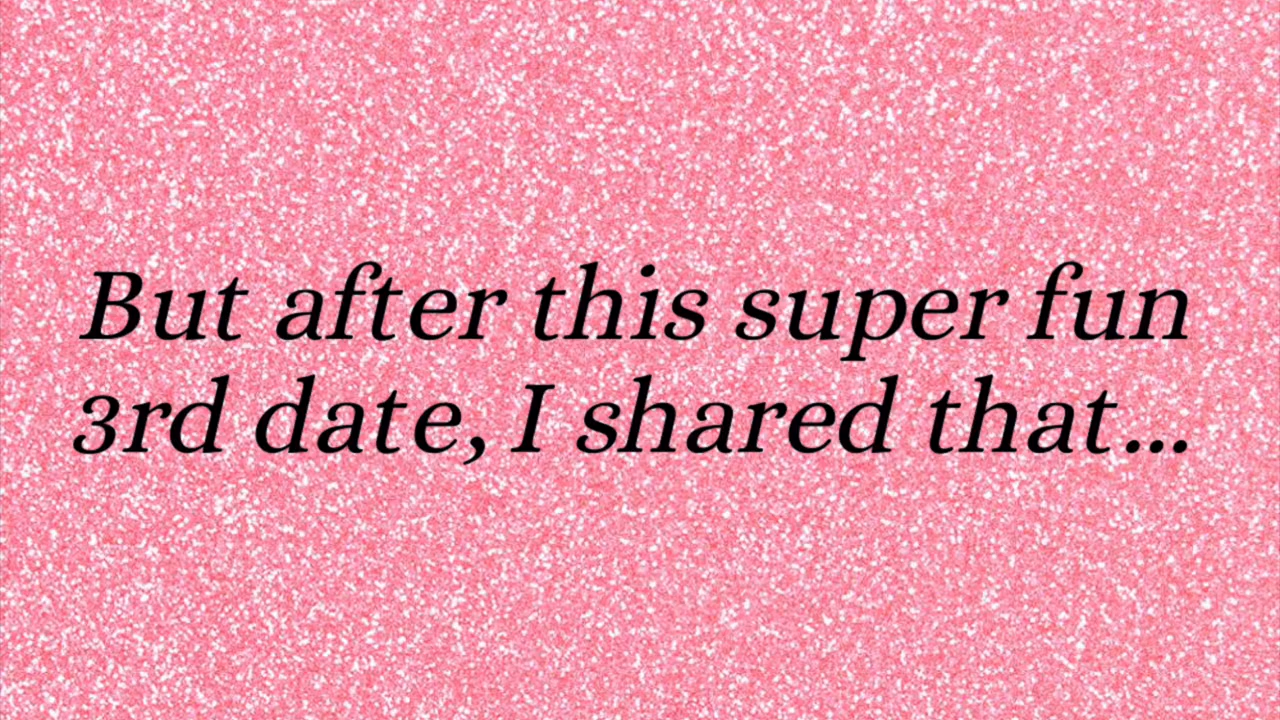 But after this super fun
3rd date, I shared that...